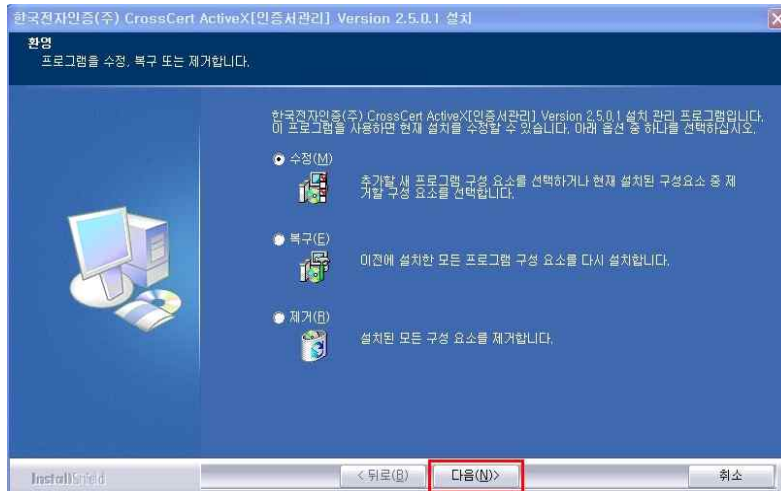 한국전자인증(주) CrossCert ActiveX[인증서관리] Version 2.5.0.1 설치
환영
프로그램을 수정, 복구 또는 제거합니다.
한국전자인증(주) CrossCert ActiveX[인증서관리] Version 2,5,0,1 설치 관리 프로그램입니다.
이 프로그램을 사용하면 현재 설치를 수정할 수 있습니다. 아래 옵션 중 하나를 선택하십시오.
수정(M)
추가할 새 프로그램 구성 요소를 선택하거나 현재 설치된 구성요소 중 제
거할 구성 요소를 선택합니다.
복구(E)
이전에 설치한 모든 프로그램 구성 요소를 다시 설치합니다.
제거(R)
설치된 모든 구성 요소를 제거합니다.
InstallShield
< 뒤로(B)
다음(N)>
취소